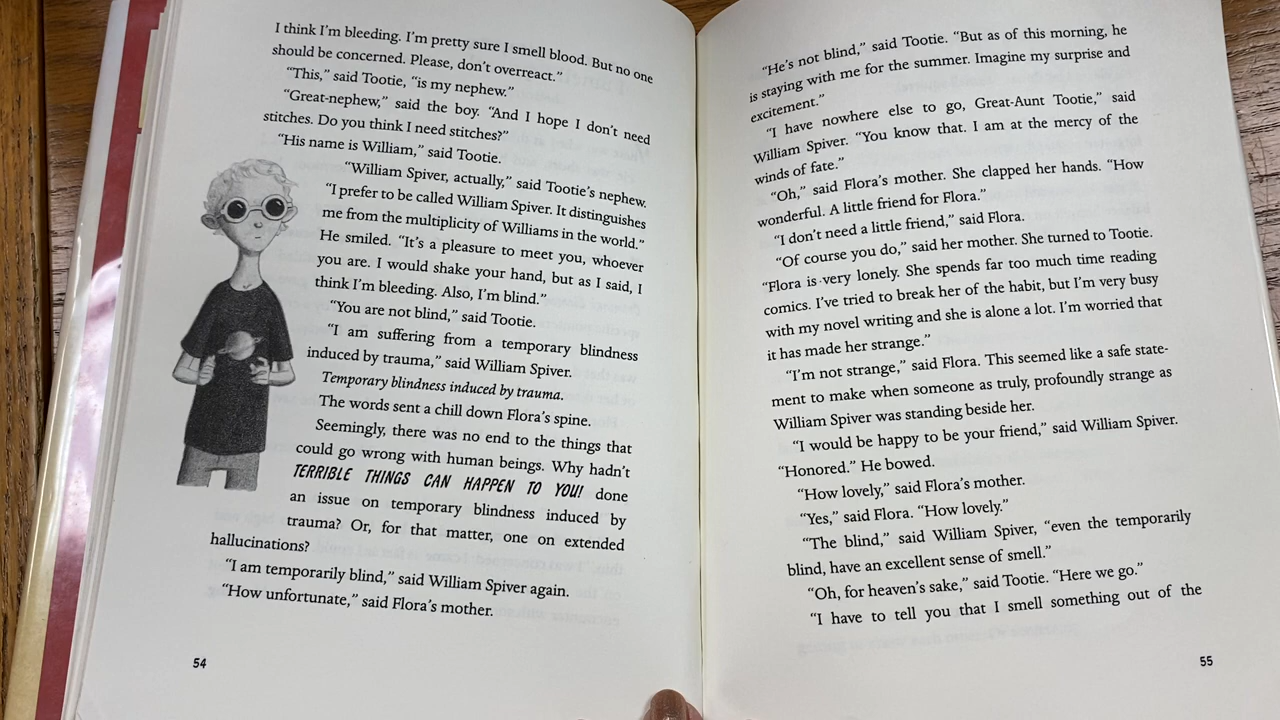 I think I'm bleeding. I'm pretty sure I smell blood. But no one
should be concerned. Please, don't overreact.”
“This,” said Tootie, “is my nephew.”
“Great-nephew,” said the boy. “And I hope I don't need
stitches. Do you think I need stitches?”
“His name is William,” said Tootie.
“William Spiver, actually,” said Tootie's nephew.
“I prefer to be called William Spiver. It distinguishes
me from the multiplicity of Williams in the world.”
He smiled. “It's a pleasure to meet you, whoever
you are. I would shake your hand, but as I said, I
think I'm bleeding. Also, I'm blind.”
“You are not blind,” said Tootie.
“I am suffering from a temporary blindness
induced by trauma,” said William Spiver.
Temporary blindness induced by trauma.
The words sent a chill down Flora's spine.
Seemingly, there was no end to the things that
could go wrong with human beings. Why hadn't
TERRIBLE THINGS CAN HAPPEN TO YOU! done
an issue on temporary blindness induced by
trauma? Or, for that matter, one on extended
hallucinations?
“I am temporarily blind,” said William Spiver again.
“How unfortunate,” said Flora's mother.
54
“He's not blind,” said Tootie. “But as of this morning, he
is staying with me for the summer. Imagine my surprise and
excitement.”
“I have nowhere else to go, Great-Aunt Tootie,” said
William Spiver. “You know that. I am at the mercy of the
winds of fate.”
“Oh,” said Flora's mother. She clapped her hands. “How
wonderful. A little friend for Flora.”
“I don't need a little friend,” said Flora.
“Of course you do,” said her mother. She turned to Tootie.
“Flora is very lonely. She spends far too much time reading
comics. I've tried to break her of the habit, but I'm very busy
with my novel writing and she is alone a lot. I'm worried that
it has made her strange.”
“I'm not strange,” said Flora. This seemed like a safe state-
ment to make when someone as truly, profoundly strange as
William Spiver was standing beside her.
“I would be happy to be your friend,” said William Spiver.
“Honored.” He bowed.
“How lovely,” said Flora's mother.
“Yes,” said Flora. “How lovely.”
“The blind,” said William Spiver, “even the temporarily
blind, have an excellent sense of smell.”
“Oh, for heaven's sake,” said Tootie. “Here we go.”
“I have to tell you that I smell something out of the
55